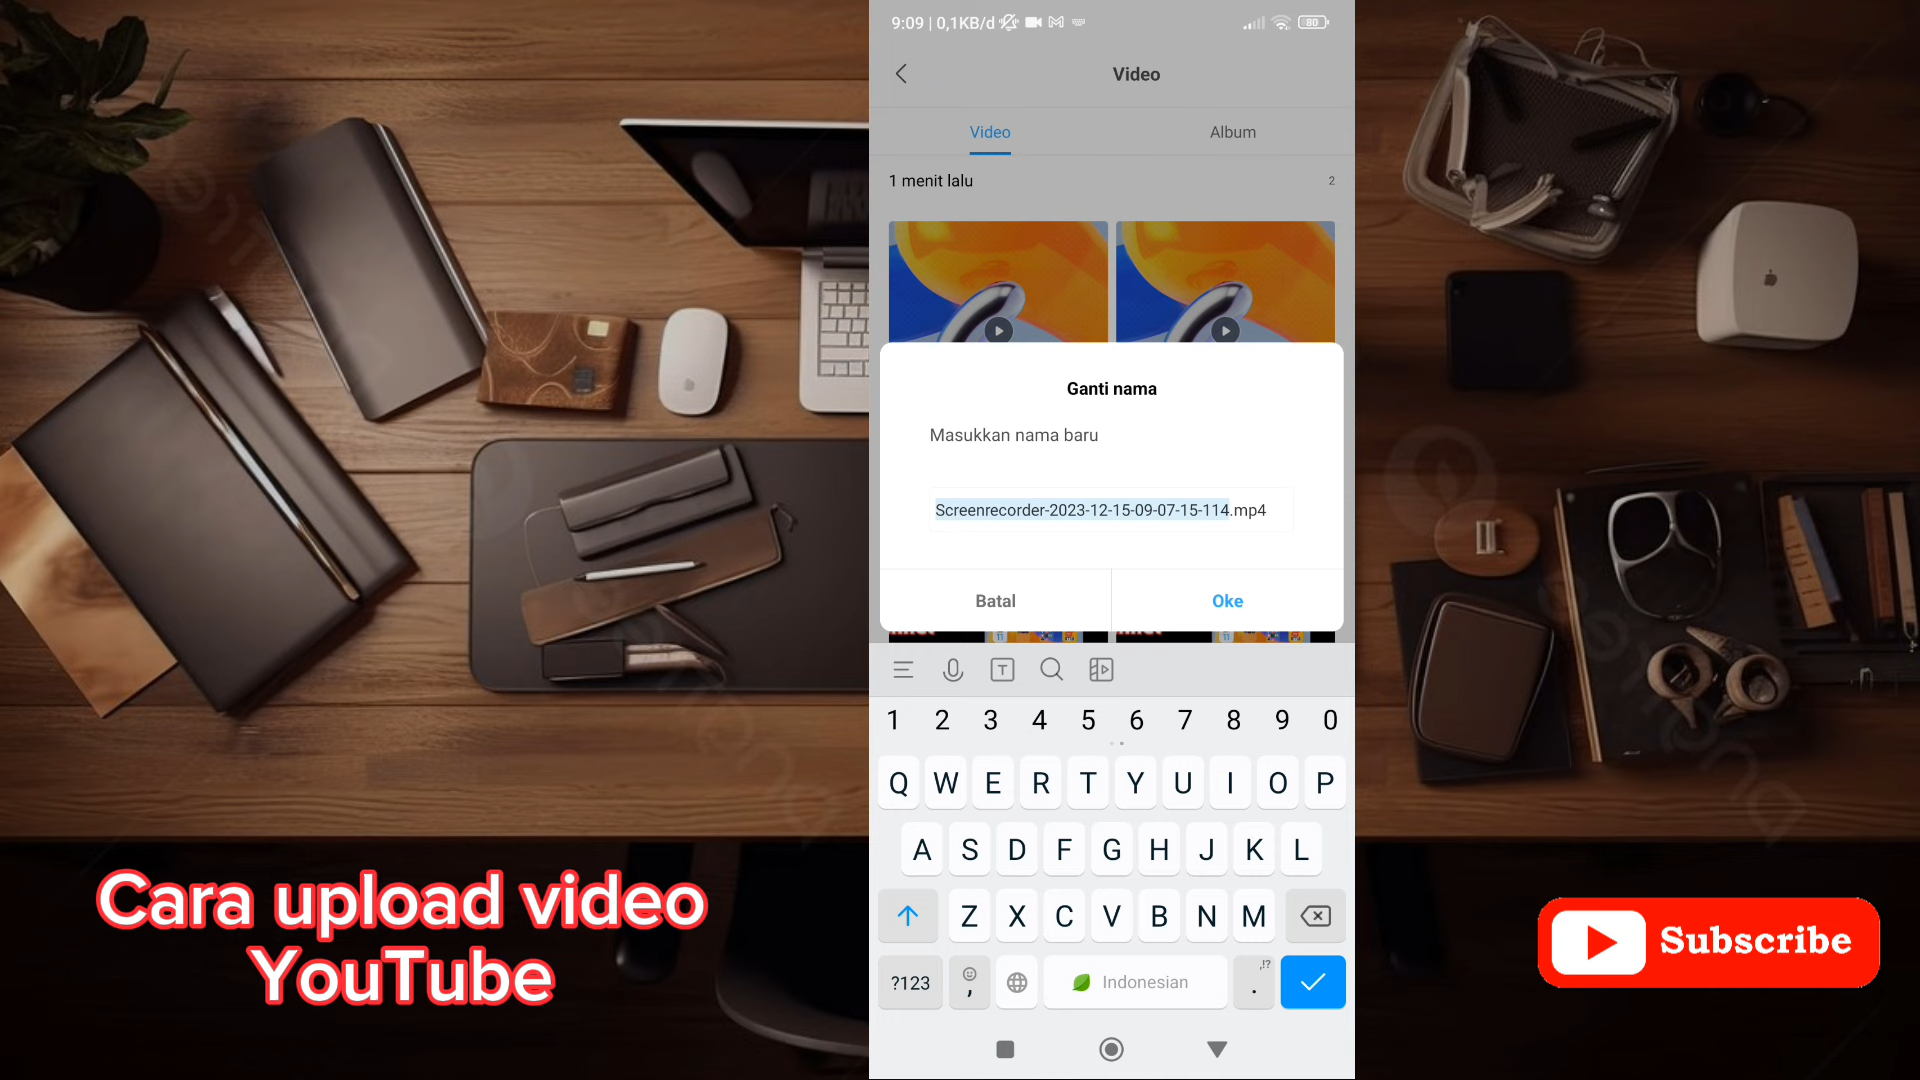 9:09 | 0,1KB/d
80
Video
Video
Album
1 menit lalu
2
Ganti nama
Masukkan nama baru
Screenrecorder-2023-12-15-09-07-15-114.mp4
Batal
Oke
1 2 3 4 5 6 7 8 9 0
Q W E R T Y U I O P
A S D F G H J K L
Z X C V B N M
?123
,
Indonesian
,!?
.
Cara upload video
YouTube
Subscribe